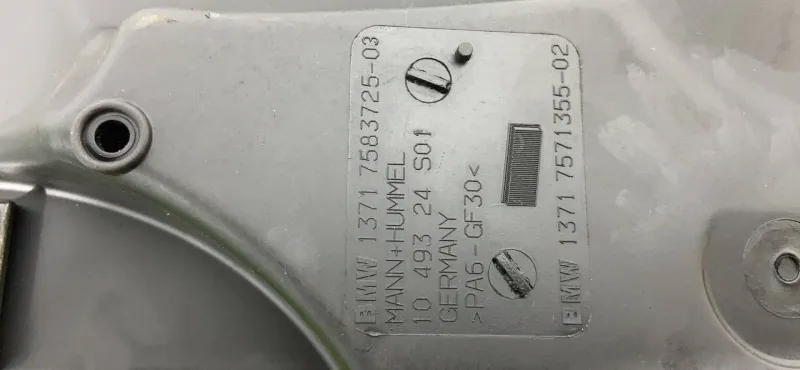 BMW 1371 7583725-03
MANN+HUMMEL
10 493 24 S01
GERMANY
>PA6-GF30<
BMW 1371 7571355-02